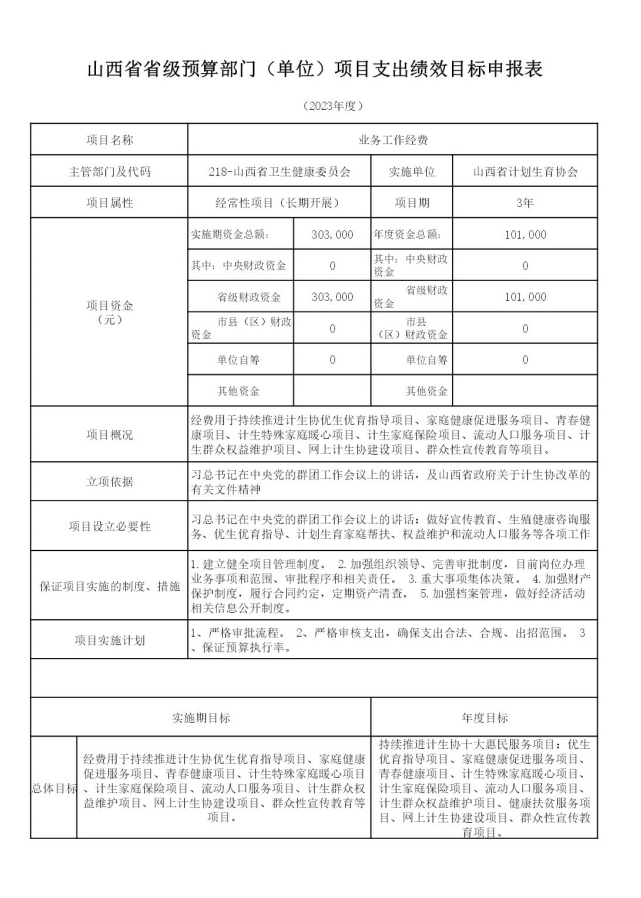 山西省省级预算部门（单位）项目支出绩效目标申报表
（2023年度）
项目名称
业务工作经费
主管部门及代码
218-山西省卫生健康委员会
实施单位
山西省计划生育协会
项目属性
经常性项目（长期开展）
项目期
3年
项目资金
（元）
实施期资金总额：
303,000
年度资金总额：
101,000
其中：中央财政资金
0
其中：中央财政
资金
0
省级财政资金
303,000
省级财政
资金
101,000
市县（区）财政
资金
0
市县
（区）财政资金
0
单位自筹
0
单位自筹
0
其他资金
其他资金
项目概况
经费用于持续推进计生协优生优育指导项目、家庭健康促进服务项目、青春健
康项目、计生特殊家庭暖心项目、计生家庭保险项目、流动人口服务项目、计
生群众权益维护项目、网上计生协建设项目、群众性宣传教育等项目。
立项依据
习总书记在中央党的群团工作会议上的讲话，及山西省政府关于计生协改革的
有关文件精神
项目设立必要性
习总书记在中央党的群团工作会议上的讲话：做好宣传教育、生殖健康咨询服
务、优生优育指导、计划生育家庭帮扶、权益维护和流动人口服务等各项工作
保证项目实施的制度、措施
1.建立健全项目管理制度。 2.加强组织领导、完善审批制度，目前岗位办理
业务事项和范围、审批程序和相关责任。 3.重大事项集体决策。 4.加强财产
保护制度，履行合同约定，定期资产清查。 5.加强档案管理，做好经济活动
相关信息公开制度。
项目实施计划
1、严格审批流程。 2、严格审核支出，确保支出合法、合规、出招范围。 3
、保证预算执行率。
实施期目标
年度目标
总体目标
经费用于持续推进计生协优生优育指导项目、家庭健康
促进服务项目、青春健康项目、计生特殊家庭暖心项目
、计生家庭保险项目、流动人口服务项目、计生群众权
益维护项目、网上计生协建设项目、群众性宣传教育等
项目。
持续推进计生协十大惠民服务项目：优生
优育指导项目、家庭健康促进服务项目、
青春健康项目、计生特殊家庭暖心项目、
计生家庭保险项目、流动人口服务项目、
计生群众权益维护项目、健康扶贫服务项
目、网上计生协建设项目、群众性宣传教
育项目。